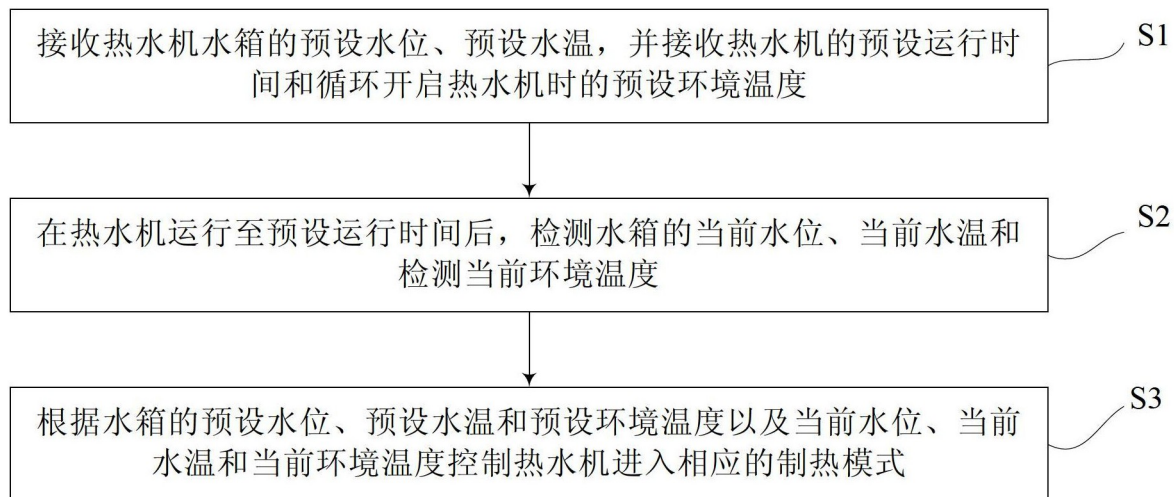 接收热水机水箱的预设水位、预设水温，并接收热水机的预设运行时
间和循环开启热水机时的预设环境温度
S1
在热水机运行至预设运行时间后，检测水箱的当前水位、当前水温和
检测当前环境温度
S2
根据水箱的预设水位、预设水温和预设环境温度以及当前水位、当前
水温和当前环境温度控制热水机进入相应的制热模式
S3